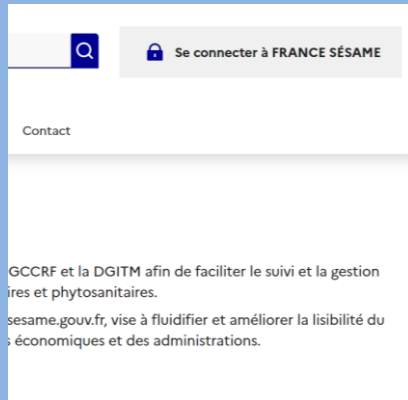 Se connecter à FRANCE SÉSAME
Contact
GCCRF et la DGITM afin de faciliter le suivi et la gestion
ires et phytosanitaires.
sesame.gouv.fr, vise à fluidifier et améliorer la lisibilité du
économiques et des administrations.